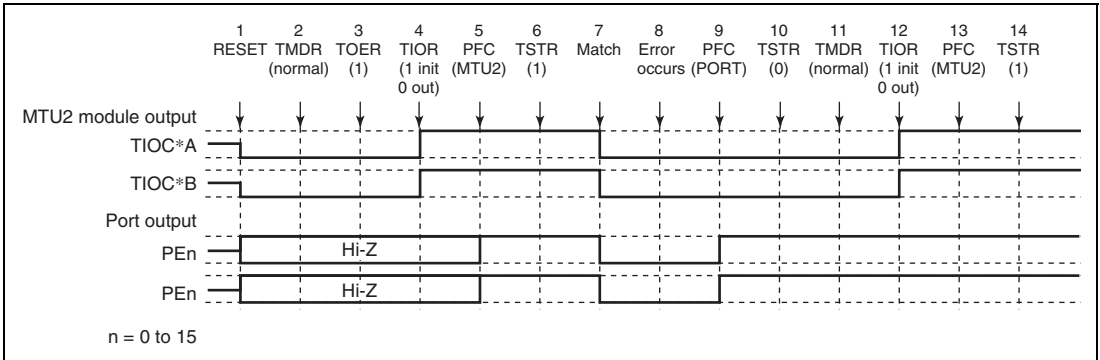 1 2 3 4 5 6 7 8 9 10 11 12 13 14
RESET TMDR TOER TIOR PFC TSTR Match Error PFC TSTR TMDR TIOR PFC TSTR
(normal) (1) (1 init (MTU2) (1) occurs (PORT) (0) (normal) (1 init (MTU2) (1)
0 out) 0 out)
MTU2 module output
TIOC*A
TIOC*B
Port output
PEn Hi-Z
PEn Hi-Z
n = 0 to 15